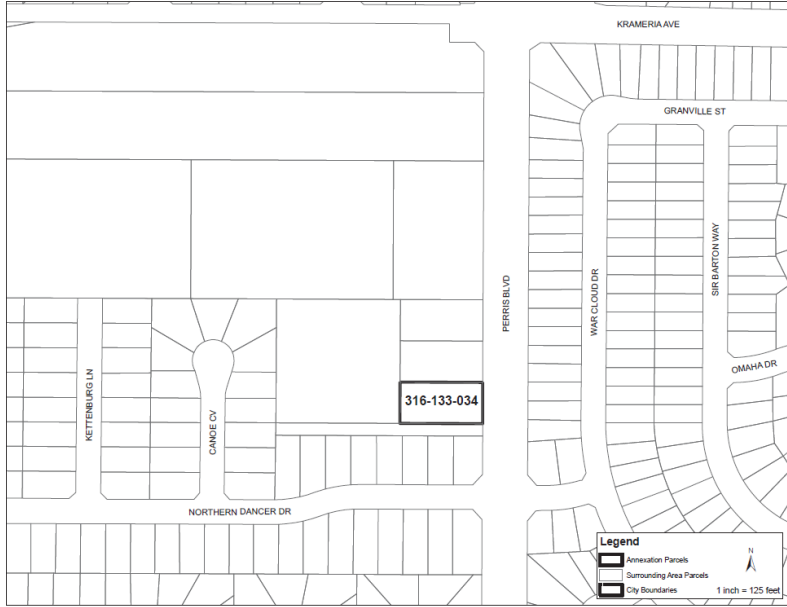 KRAMERIA AVE
GRANVILLE ST
SIR BARTON WAY
PERRIS BLVD
WAR CLOUD DR
OMAHA DR
316-133-034
KETTENBURG LN
CANOE CV
NORTHERN DANCER DR
Legend
Annexation Parcels
Surrounding Area Parcels
City Boundaries
N
1 inch = 125 feet